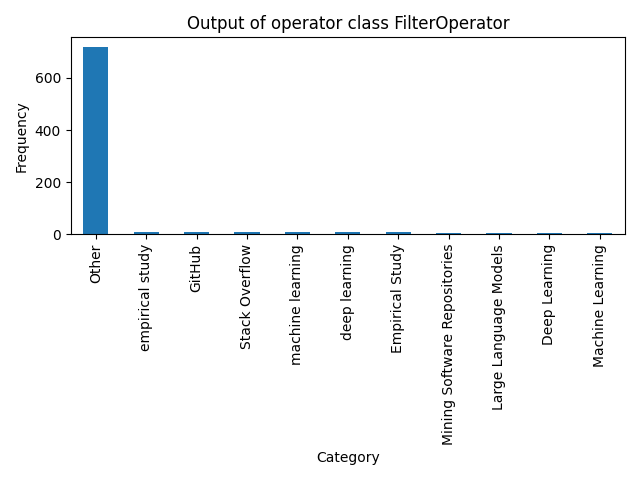 Output of operator class FilterOperator
Frequency
600
400
200
0
Other
empirical study
GitHub
Stack Overflow
machine learning
deep learning
Empirical Study
Mining Software Repositories
Large Language Models
Deep Learning
Machine Learning
Category